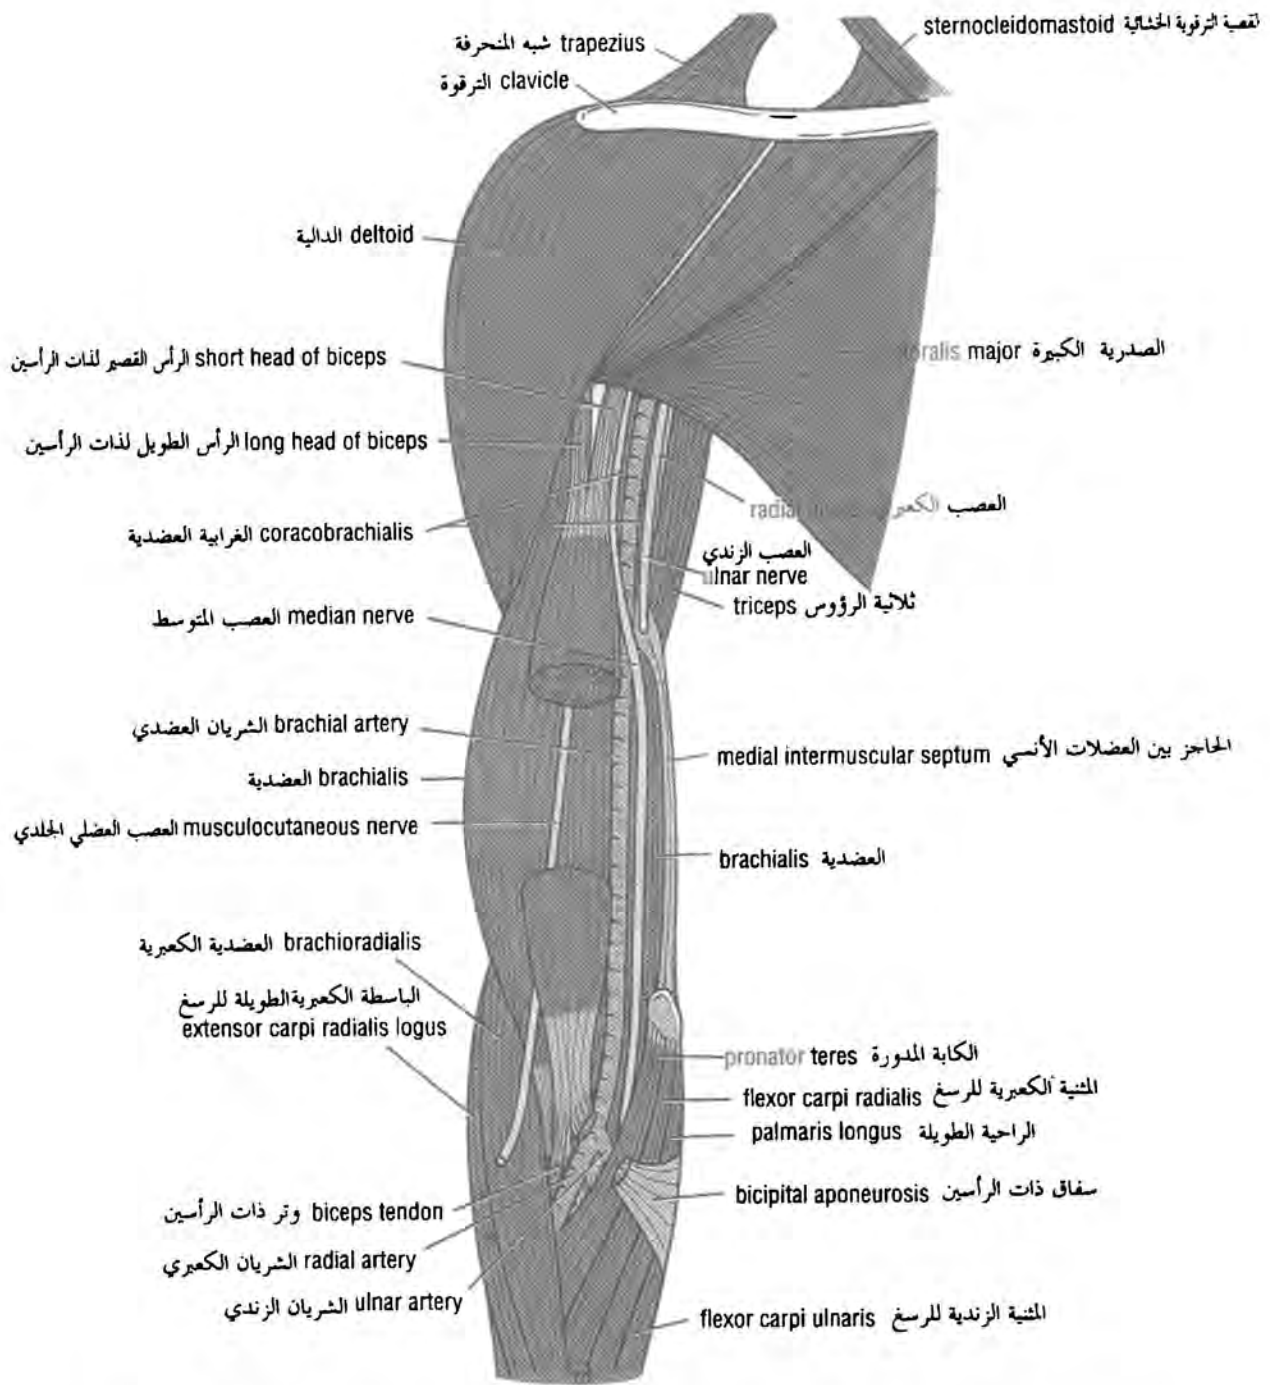 لقصية الترقوية الخشائية sternocleidomastoid
شبه المنحرفة trapezius
الترقوة clavicle
الدالية deltoid
الرأس القصير لذات الرأسين short head of biceps
الصدرية الكبيرة major
الرأس الطويل لذات الرأسين long head of biceps
العصب radial
الغرابية العضدية coracobrachialis
العصب الزندي
ulnar nerve
ثلاثية الرؤوس triceps
العصب المتوسط median nerve
الشريان العضدي brachial artery
الحاجز بين العضلات الأنسي medial intermuscular septum
العضدية brachialis
العصب العضلي الجلدي musculocutaneous nerve
العضدية brachialis
العضدية الكعبرية brachioradialis
الباسطة الكعبرية الطويلة للرسغ
extensor carpi radialis logus
الكابة المدورة pronator teres
المثنية الكعبرية للرسغ flexor carpi radialis
الراحية الطويلة palmaris longus
سفاق ذات الرأسين bicipital aponeurosis
وتر ذات الرأسين biceps tendon
الشريان الكعبري radial artery
الشريان الزندي ulnar artery
المثنية الزندية للرسغ flexor carpi ulnaris